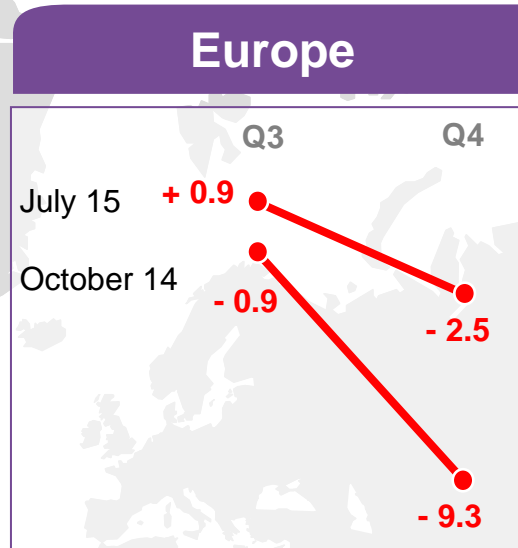 Europe
Q3 Q4
July 15 + 0.9
October 14
- 0.9
- 2.5
- 9.3